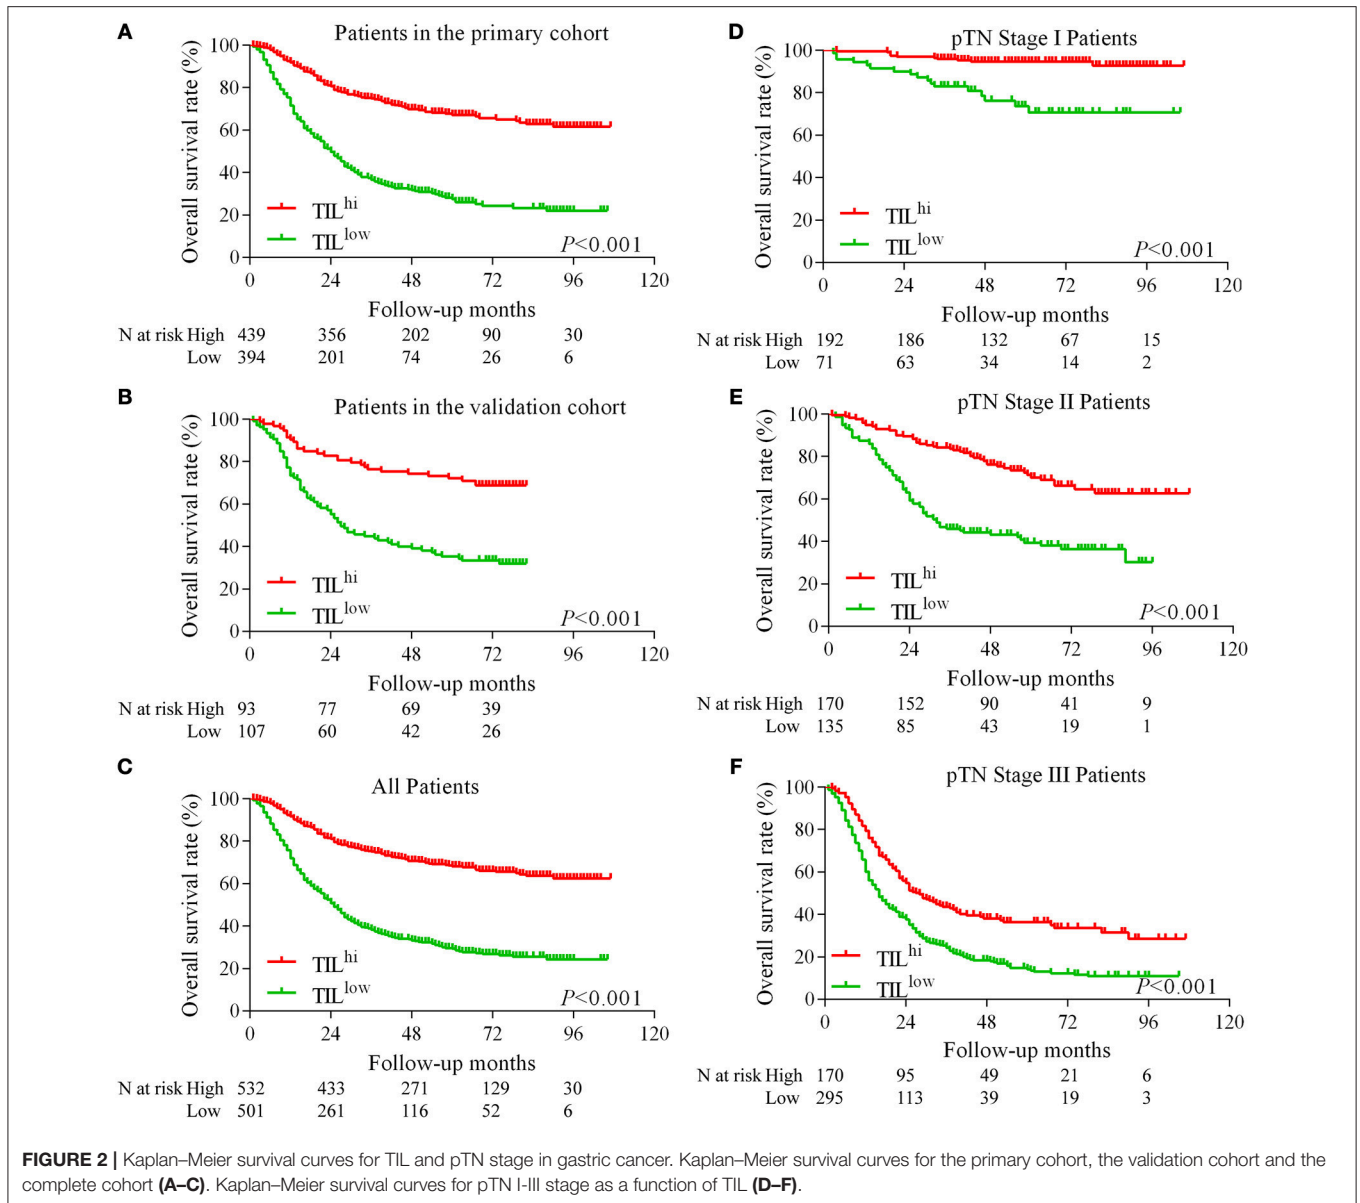 A
Patients in the primary cohort
Overall survival rate (%)
100
80
60
40
20
0
TIL^hi
TIL^low
P<0.001
0 24 48 72 96 120
Follow-up months
N at risk High 439 356 202 90 30
Low 394 201 74 26 6
B
Patients in the validation cohort
Overall survival rate (%)
100
80
60
40
20
0
TIL^hi
TIL^low
P<0.001
0 24 48 72 96 120
Follow-up months
N at risk High 93 77 69 39
Low 107 60 42 26
C
All Patients
Overall survival rate (%)
100
80
60
40
20
0
TIL^hi
TIL^low
P<0.001
0 24 48 72 96 120
Follow-up months
N at risk High 532 433 271 129 30
Low 501 261 116 52 6
D
pTN Stage I Patients
Overall survival rate (%)
100
80
60
40
20
0
TIL^hi
TIL^low
P<0.001
0 24 48 72 96 120
Follow-up months
N at risk High 192 186 132 67 15
Low 71 63 34 14 2
E
pTN Stage II Patients
Overall survival rate (%)
100
80
60
40
20
0
TIL^hi
TIL^low
P<0.001
0 24 48 72 96 120
Follow-up months
N at risk High 170 152 90 41 9
Low 135 85 43 19 1
F
pTN Stage III Patients
Overall survival rate (%)
100
80
60
40
20
0
TIL^hi
TIL^low
P<0.001
0 24 48 72 96 120
Follow-up months
N at risk High 170 95 49 21 6
Low 295 113 39 19 3
FIGURE 2 | Kaplan–Meier survival curves for TIL and pTN stage in gastric cancer. Kaplan–Meier survival curves for the primary cohort, the validation cohort and the
complete cohort (A–C). Kaplan–Meier survival curves for pTN I-III stage as a function of TIL (D–F).